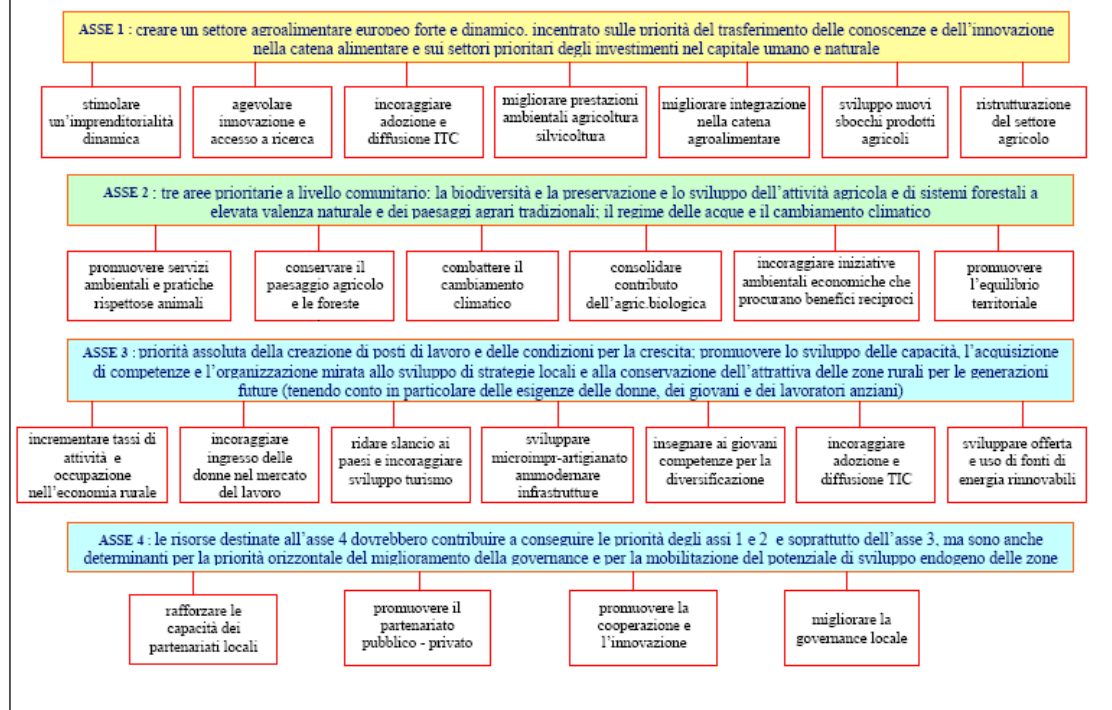 ASSE 1 : creare un settore agroalimentare europeo forte e dinamico, incentrato sulle priorità del trasferimento delle conoscenze e dell'innovazione
nella catena alimentare e sui settori prioritari degli investimenti nel capitale umano e naturale
stimolare
un'imprenditorialità
dinamica
agevolare
innovazione e
accesso a ricerca
incoraggiare
adozione e
diffusione ITC
migliorare prestazioni
ambientali agricoltura
silvicoltura
migliorare integrazione
nella catena
agroalimentare
sviluppo nuovi
sbocchi prodotti
agricoli
ristrutturazione
del settore
agricolo
ASSE 2 : tre aree prioritarie a livello comunitario: la biodiversità e la preservazione e lo sviluppo dell'attività agricola e di sistemi forestali a
elevata valenza naturale e dei paesaggi agrari tradizionali; il regime delle acque e il cambiamento climatico
promuovere servizi
ambientali e pratiche
rispettose animali
conservare il
paesaggio agricolo
e le foreste
combattere il
cambiamento
climatico
consolidare
contributo
dell'agric.biologica
incoraggiare iniziative
ambientali economiche che
procurano benefici reciproci
promuovere
l'equilibrio
territoriale
ASSE 3 : priorità assoluta della creazione di posti di lavoro e delle condizioni per la crescita; promuovere lo sviluppo delle capacità, l'acquisizione
di competenze e l'organizzazione mirata allo sviluppo di strategie locali e alla conservazione dell'attrattiva delle zone rurali per le generazioni
future (tenendo conto in particolare delle esigenze delle donne, dei giovani e dei lavoratori anziani)
incrementare tassi di
attività e
occupazione
nell'economia rurale
incoraggiare
ingresso delle
donne nel mercato
del lavoro
ridare slancio ai
paesi e incoraggiare
sviluppo turismo
sviluppare
microimpr-artigianato
ammodernare
infrastrutture
insegnare ai giovani
competenze per la
diversificazione
incoraggiare
adozione e
diffusione TIC
sviluppare offerta
e uso di fonti di
energia rinnovabili
ASSE 4 : le risorse destinate all'asse 4 dovrebbero contribuire a conseguire le priorità degli assi 1 e 2 e soprattutto dell'asse 3, ma sono anche
determinanti per la priorità orizzontale del miglioramento della governance e per la mobilitazione del potenziale di sviluppo endogeno delle zone
rafforzare le
capacità dei
partenariati locali
promuovere il
partenariato
pubblico - privato
promuovere la
cooperazione e
l'innovazione
migliorare la
governance locale